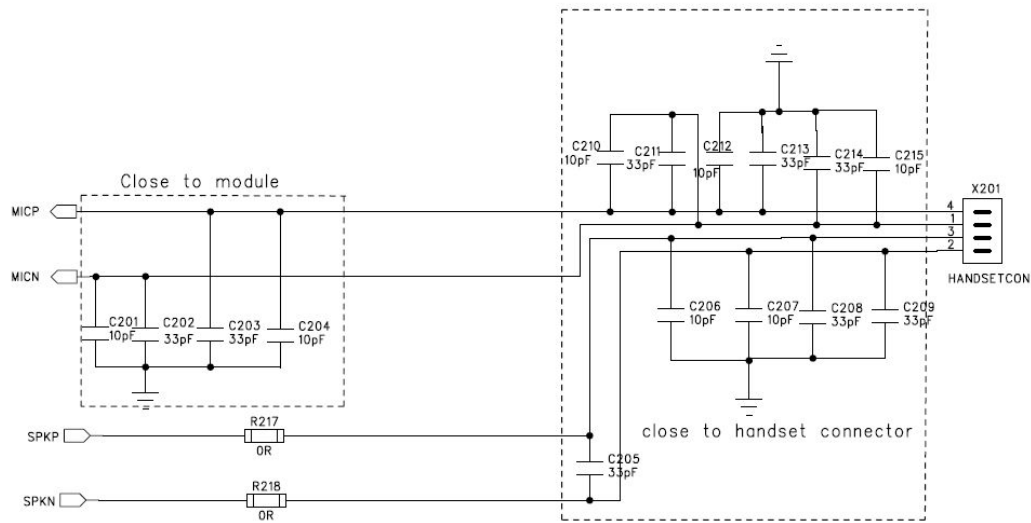 C210
10pF
C211
33pF
C212
10pF
C213
33pF
C214
33pF
C215
10pF
Close to module
X201
MICP
4
1
3
2
MICN
HANDSETCON
C201
10pF
C202
33pF
C203
33pF
C204
10pF
C206
10pF
C207
10pF
C208
33pF
C209
33pF
R217
0R
SPKP
close to handset connector
C205
33pF
R218
0R
SPKN